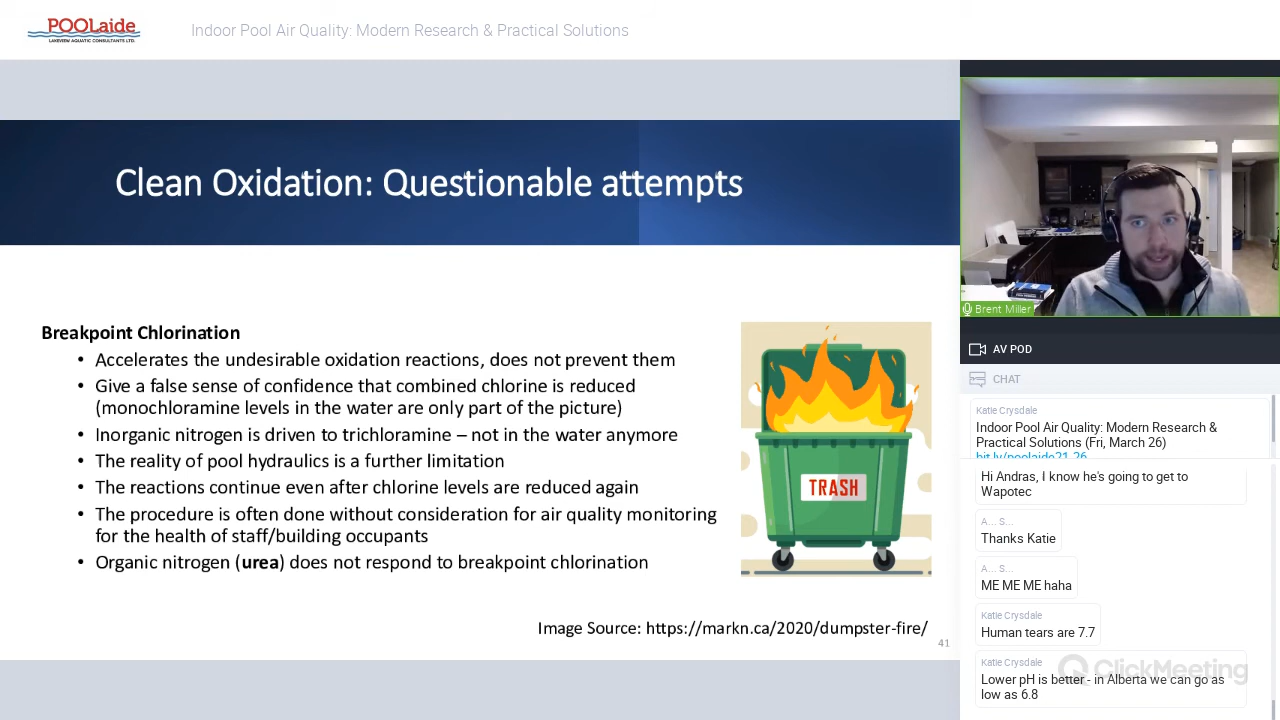 POOLaide
LAKEVIEW AQUATIC CONSULTANTS LTD.
Indoor Pool Air Quality: Modern Research & Practical Solutions
Clean Oxidation: Questionable attempts
Breakpoint Chlorination
• Accelerates the undesirable oxidation reactions, does not prevent them
• Give a false sense of confidence that combined chlorine is reduced
(monochloramine levels in the water are only part of the picture)
• Inorganic nitrogen is driven to trichloramine – not in the water anymore
• The reality of pool hydraulics is a further limitation
• The reactions continue even after chlorine levels are reduced again
• The procedure is often done without consideration for air quality monitoring
for the health of staff/building occupants
• Organic nitrogen (urea) does not respond to breakpoint chlorination
TRASH
Image Source: https://markn.ca/2020/dumpster-fire/
41
Brent Miller
AV POD
CHAT
Katie Crysdale
Indoor Pool Air Quality: Modern Research &
Practical Solutions (Fri, March 26)
bit.ly/poolaide21-26
Hi Andras, I know he's going to get to
Wapotec
A... S...
Thanks Katie
A... S...
ME ME ME haha
Katie Crysdale
Human tears are 7.7
Katie Crysdale
Lower pH is better - in Alberta we can go as
low as 6.8
ClickMeeting